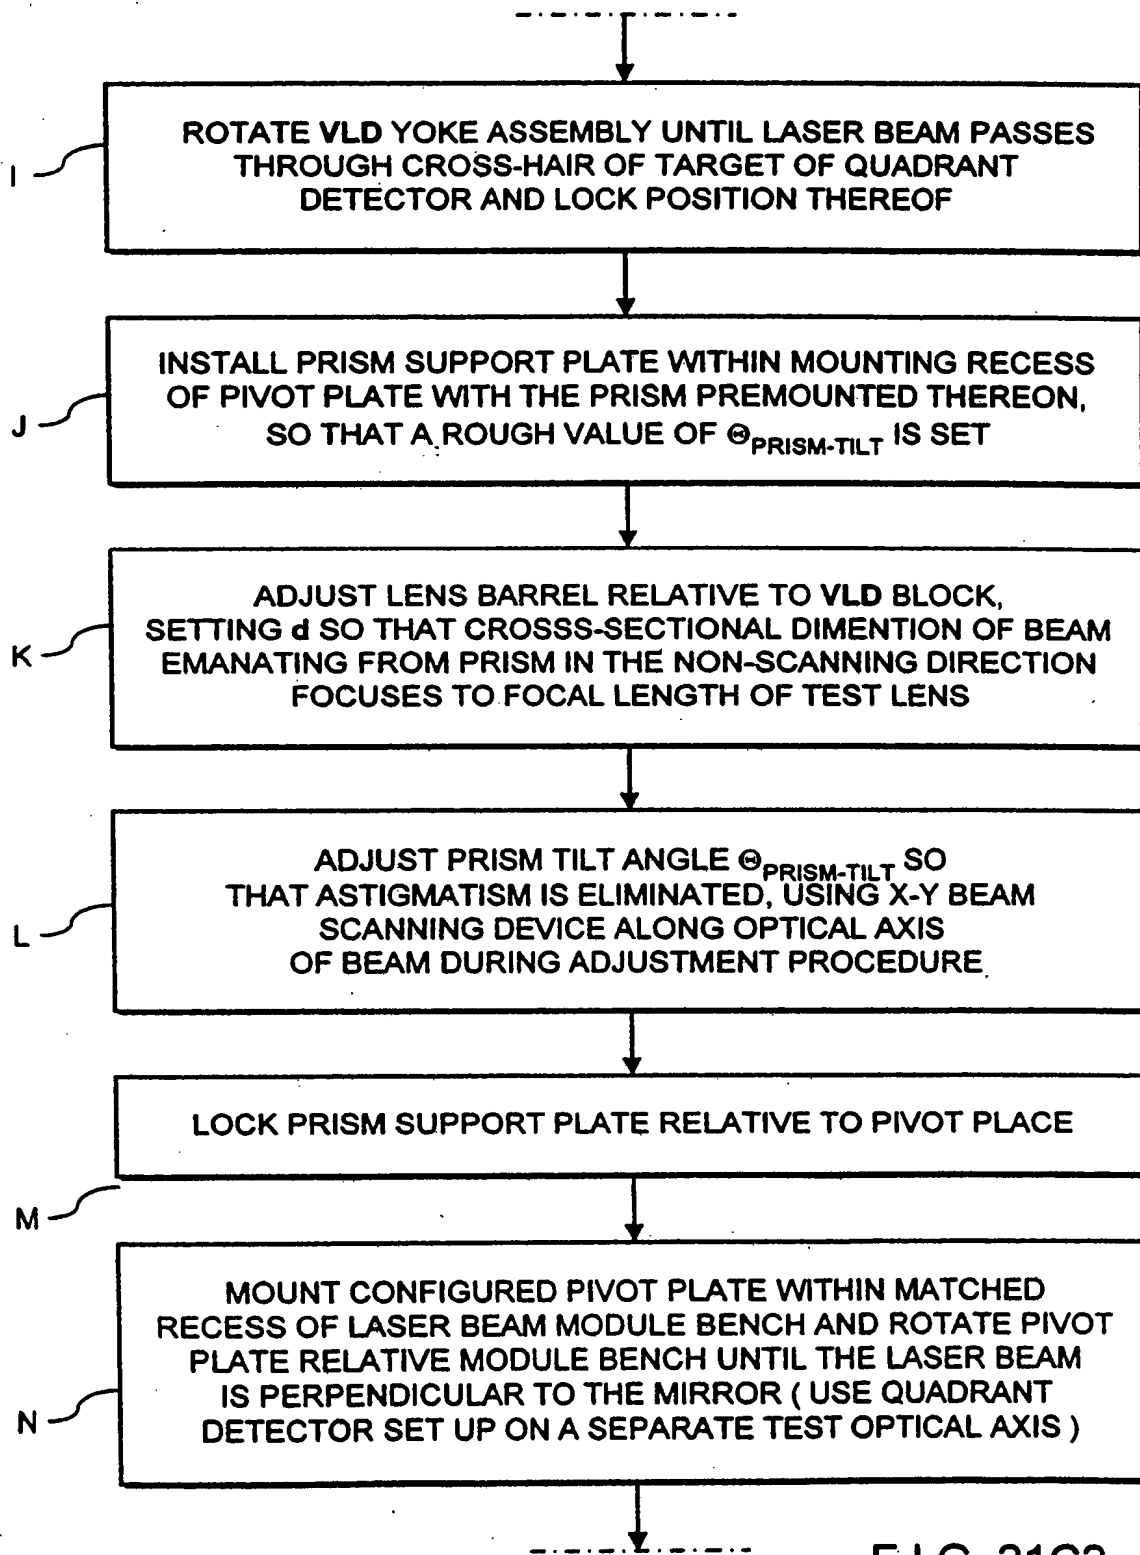 I
ROTATE VLD YOKE ASSEMBLY UNTIL LASER BEAM PASSES
THROUGH CROSS-HAIR OF TARGET OF QUADRANT
DETECTOR AND LOCK POSITION THEREOF
J
INSTALL PRISM SUPPORT PLATE WITHIN MOUNTING RECESS
OF PIVOT PLATE WITH THE PRISM PREMOUNTED THEREON,
SO THAT A ROUGH VALUE OF ΘPRISM-TILT IS SET
K
ADJUST LENS BARREL RELATIVE TO VLD BLOCK,
SETTING d SO THAT CROSSS-SECTIONAL DIMENTION OF BEAM
EMANATING FROM PRISM IN THE NON-SCANNING DIRECTION
FOCUSES TO FOCAL LENGTH OF TEST LENS
L
ADJUST PRISM TILT ANGLE ΘPRISM-TILT SO
THAT ASTIGMATISM IS ELIMINATED, USING X-Y BEAM
SCANNING DEVICE ALONG OPTICAL AXIS
OF BEAM DURING ADJUSTMENT PROCEDURE
LOCK PRISM SUPPORT PLATE RELATIVE TO PIVOT PLACE
M
MOUNT CONFIGURED PIVOT PLATE WITHIN MATCHED
RECESS OF LASER BEAM MODULE BENCH AND ROTATE PIVOT
PLATE RELATIVE MODULE BENCH UNTIL THE LASER BEAM
IS PERPENDICULAR TO THE MIRROR ( USE QUADRANT
DETECTOR SET UP ON A SEPARATE TEST OPTICAL AXIS )
N